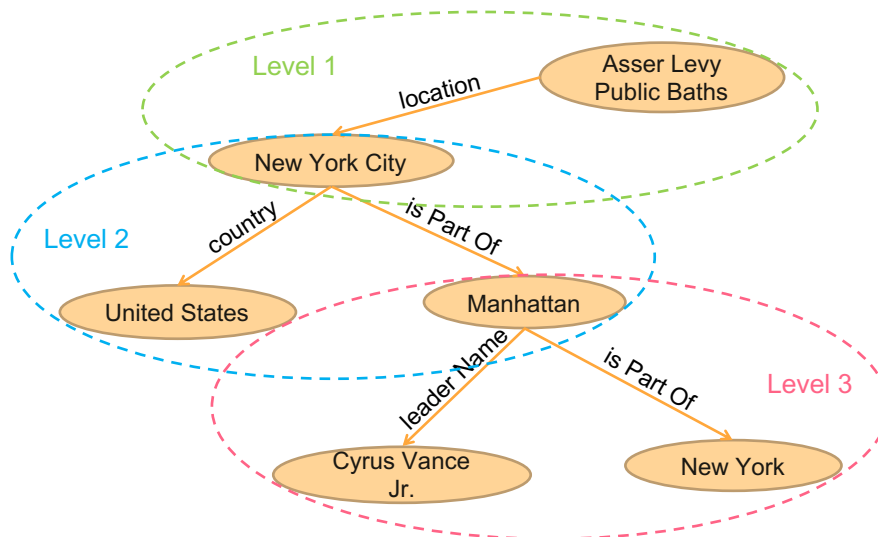 Level 1
Asser Levy
Public Baths
location
New York City
Level 2
country
is Part Of
United States
Manhattan
leader Name
is Part Of
Level 3
Cyrus Vance
Jr.
New York